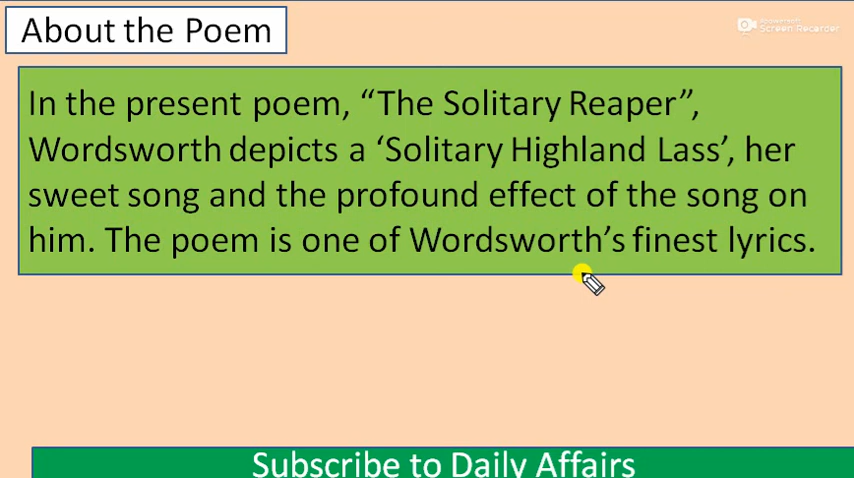 About the Poem
Screen Recorder
In the present poem, “The Solitary Reaper”,
Wordsworth depicts a ‘Solitary Highland Lass’, her
sweet song and the profound effect of the song on
him. The poem is one of Wordsworth’s finest lyrics.
Subscribe to Daily Affairs